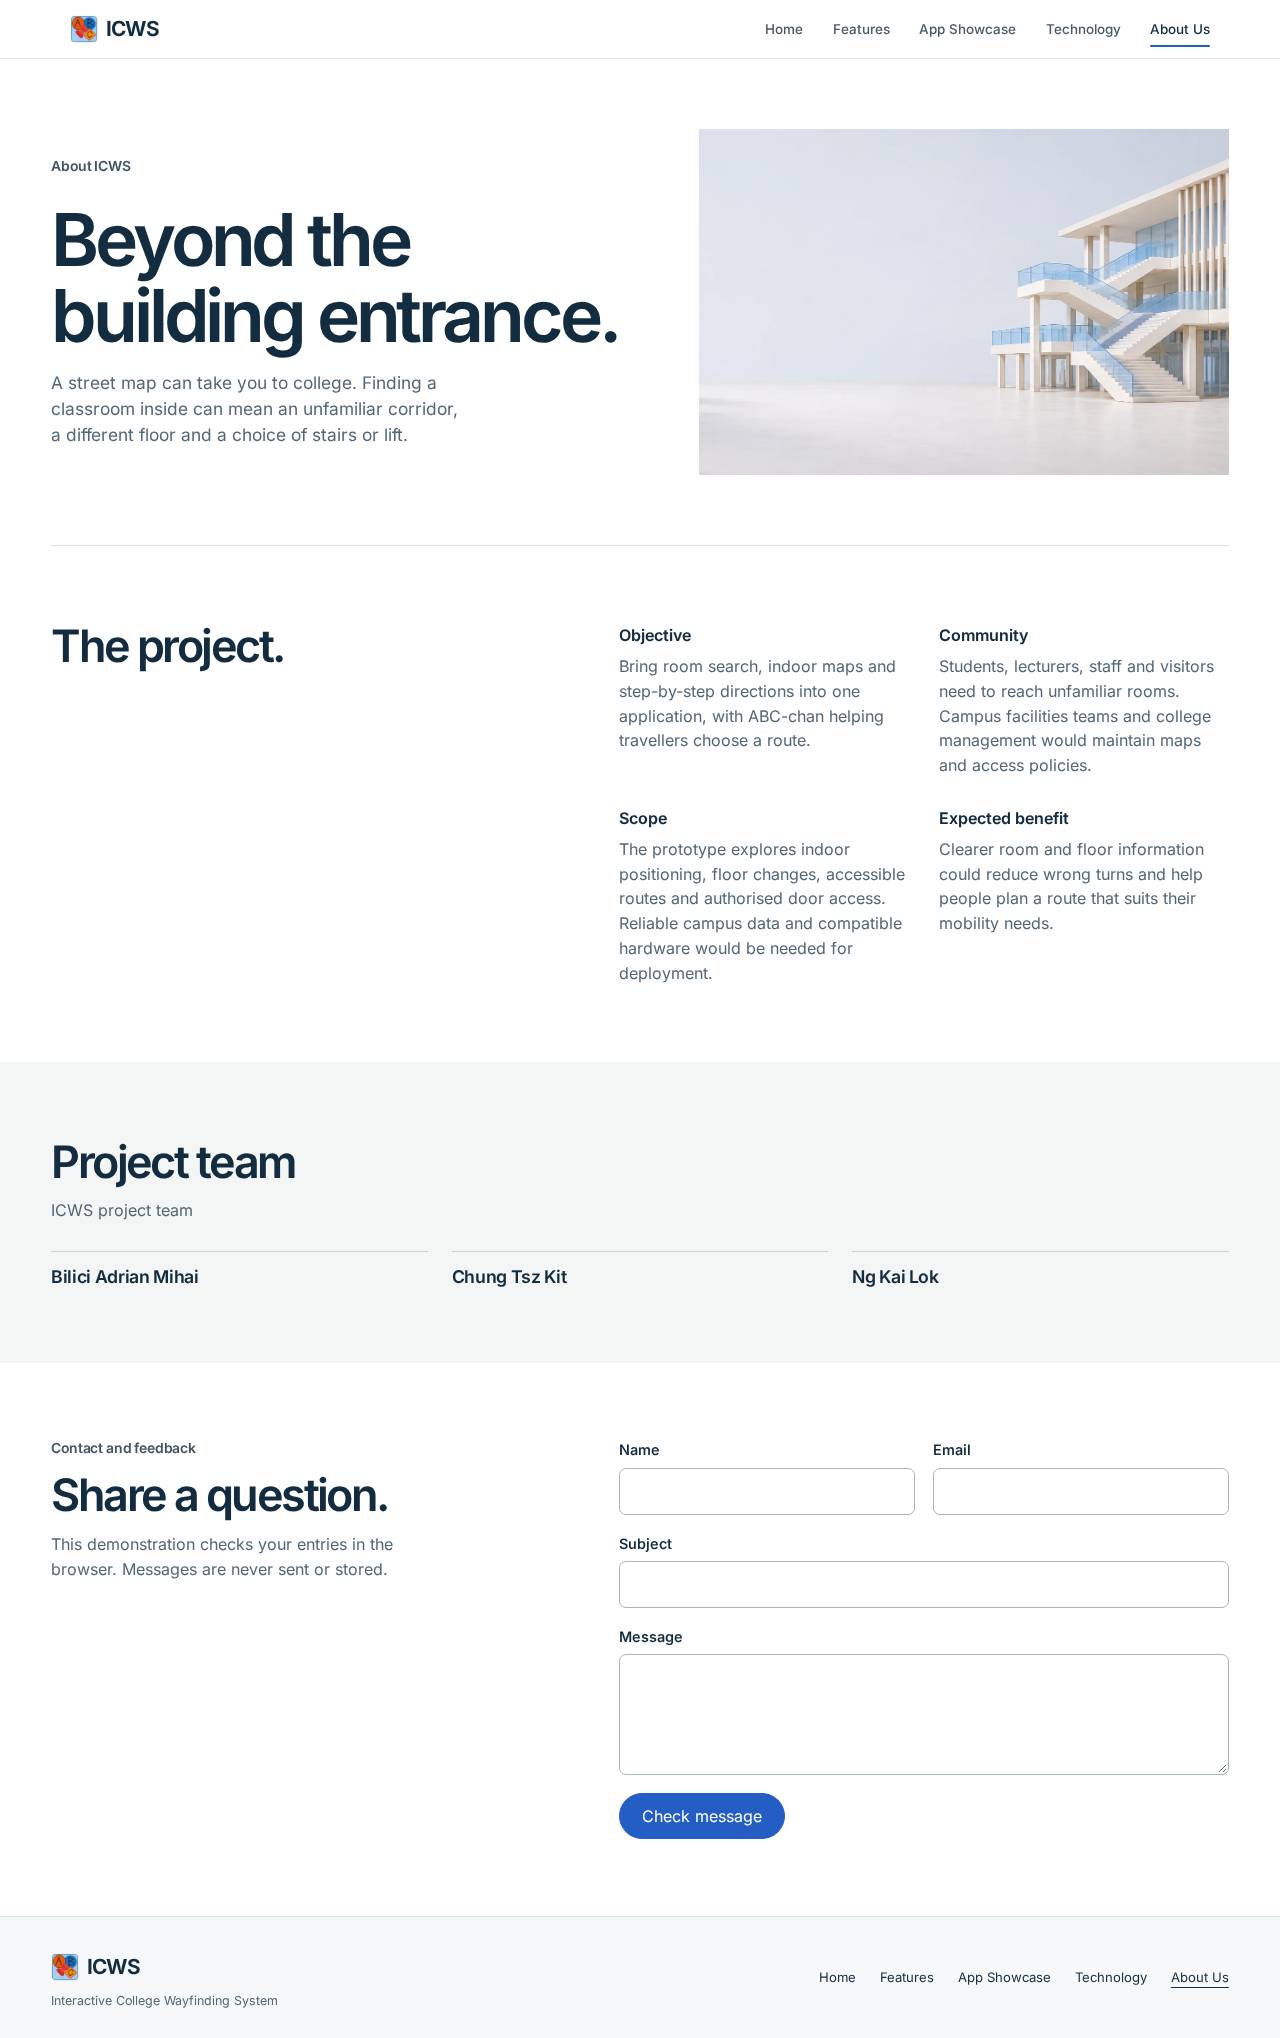 ICWS
Home
Features
App Showcase
Technology
About Us
About ICWS
Beyond the
building entrance.
A street map can take you to college. Finding a
classroom inside can mean an unfamiliar corridor,
a different floor and a choice of stairs or lift.
The project.
Objective
Bring room search, indoor maps and
step-by-step directions into one
application, with ABC-chan helping
travellers choose a route.
Community
Students, lecturers, staff and visitors
need to reach unfamiliar rooms.
Campus facilities teams and college
management would maintain maps
and access policies.
Scope
The prototype explores indoor
positioning, floor changes, accessible
routes and authorised door access.
Reliable campus data and compatible
hardware would be needed for
deployment.
Expected benefit
Clearer room and floor information
could reduce wrong turns and help
people plan a route that suits their
mobility needs.
Project team
ICWS project team
Bilici Adrian Mihai
Chung Tsz Kit
Ng Kai Lok
Contact and feedback
Share a question.
This demonstration checks your entries in the
browser. Messages are never sent or stored.
Name
Email
Subject
Message
Check message
ICWS
Interactive College Wayfinding System
Home
Features
App Showcase
Technology
About Us